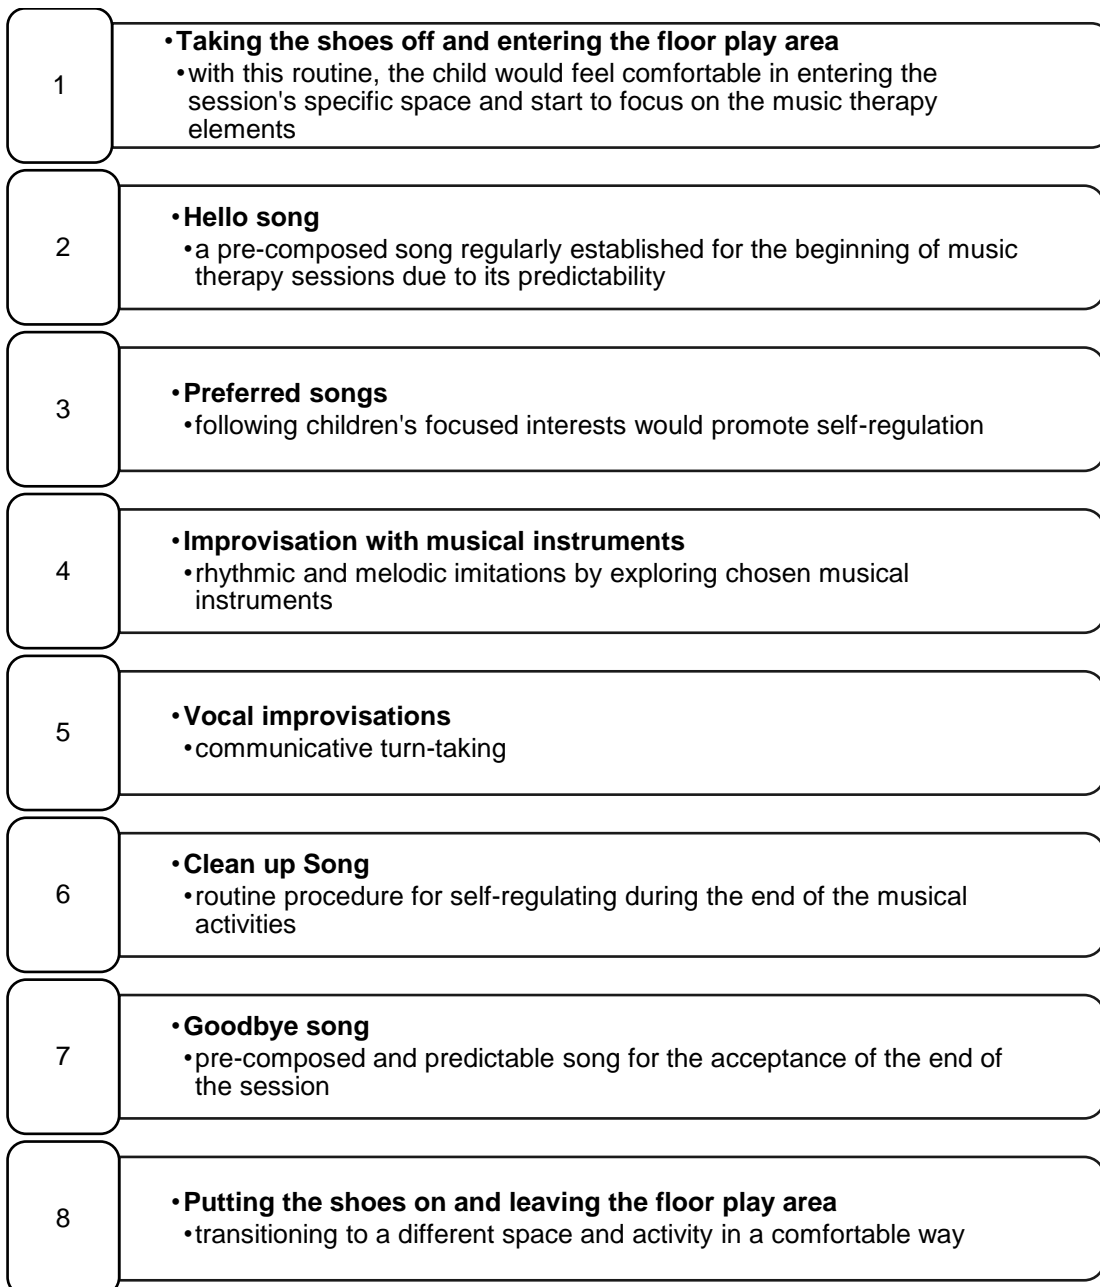 1
•Taking the shoes off and entering the floor play area
•with this routine, the child would feel comfortable in entering the
session's specific space and start to focus on the music therapy
elements
2
•Hello song
•a pre-composed song regularly established for the beginning of music
therapy sessions due to its predictability
3
•Preferred songs
•following children's focused interests would promote self-regulation
4
•Improvisation with musical instruments
•rhythmic and melodic imitations by exploring chosen musical
instruments
5
•Vocal improvisations
•communicative turn-taking
6
•Clean up Song
•routine procedure for self-regulating during the end of the musical
activities
7
•Goodbye song
•pre-composed and predictable song for the acceptance of the end of
the session
8
•Putting the shoes on and leaving the floor play area
•transitioning to a different space and activity in a comfortable way